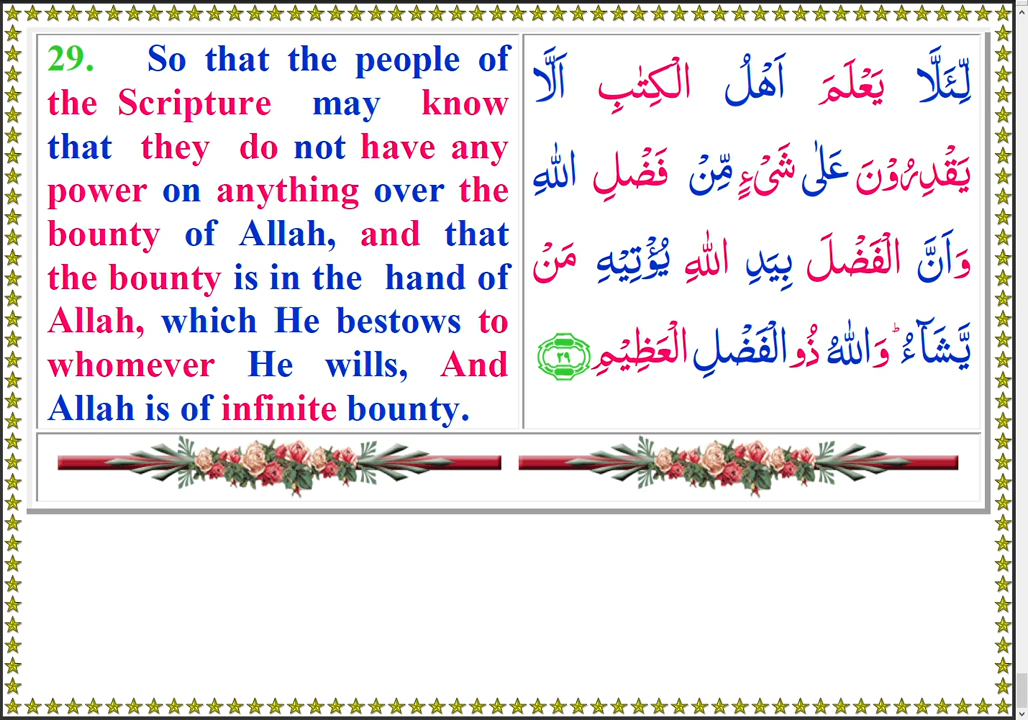 29. So that the people of
the Scripture may know
that they do not have any
power on anything over the
bounty of Allah, and that
the bounty is in the hand of
Allah, which He bestows to
whomever He wills, And
Allah is of infinite bounty.
لِّئَلَّا يَعْلَمَ اَهْلُ الْكِتٰبِ اَلَّا
يَقْدِرُوْنَ عَلٰى شَىْءٍ مِّنْ فَضْلِ اللّٰهِ
وَاَنَّ الْفَضْلَ بِيَدِ اللّٰهِ يُؤْتِيْهِ مَنْ
يَّشَآءُ ؕ وَاللّٰهُ ذُو الْفَضْلِ الْعَظِيْمِ ٢٩